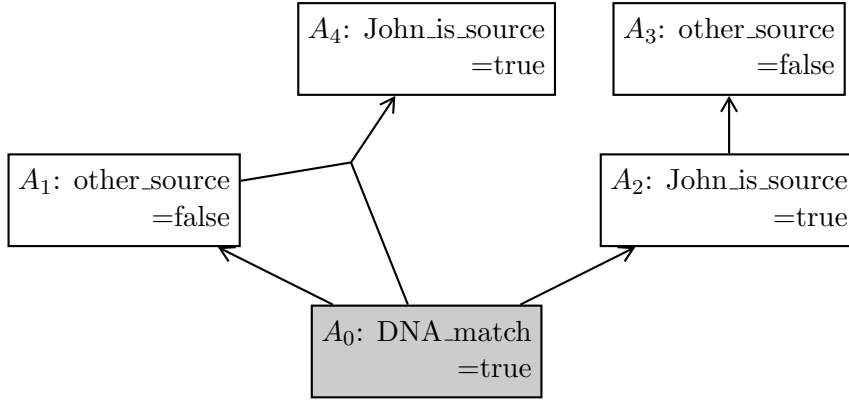 A₄: John_is_source
=true
A₃: other_source
=false
A₁: other_source
=false
A₂: John_is_source
=true
A₀: DNA_match
=true